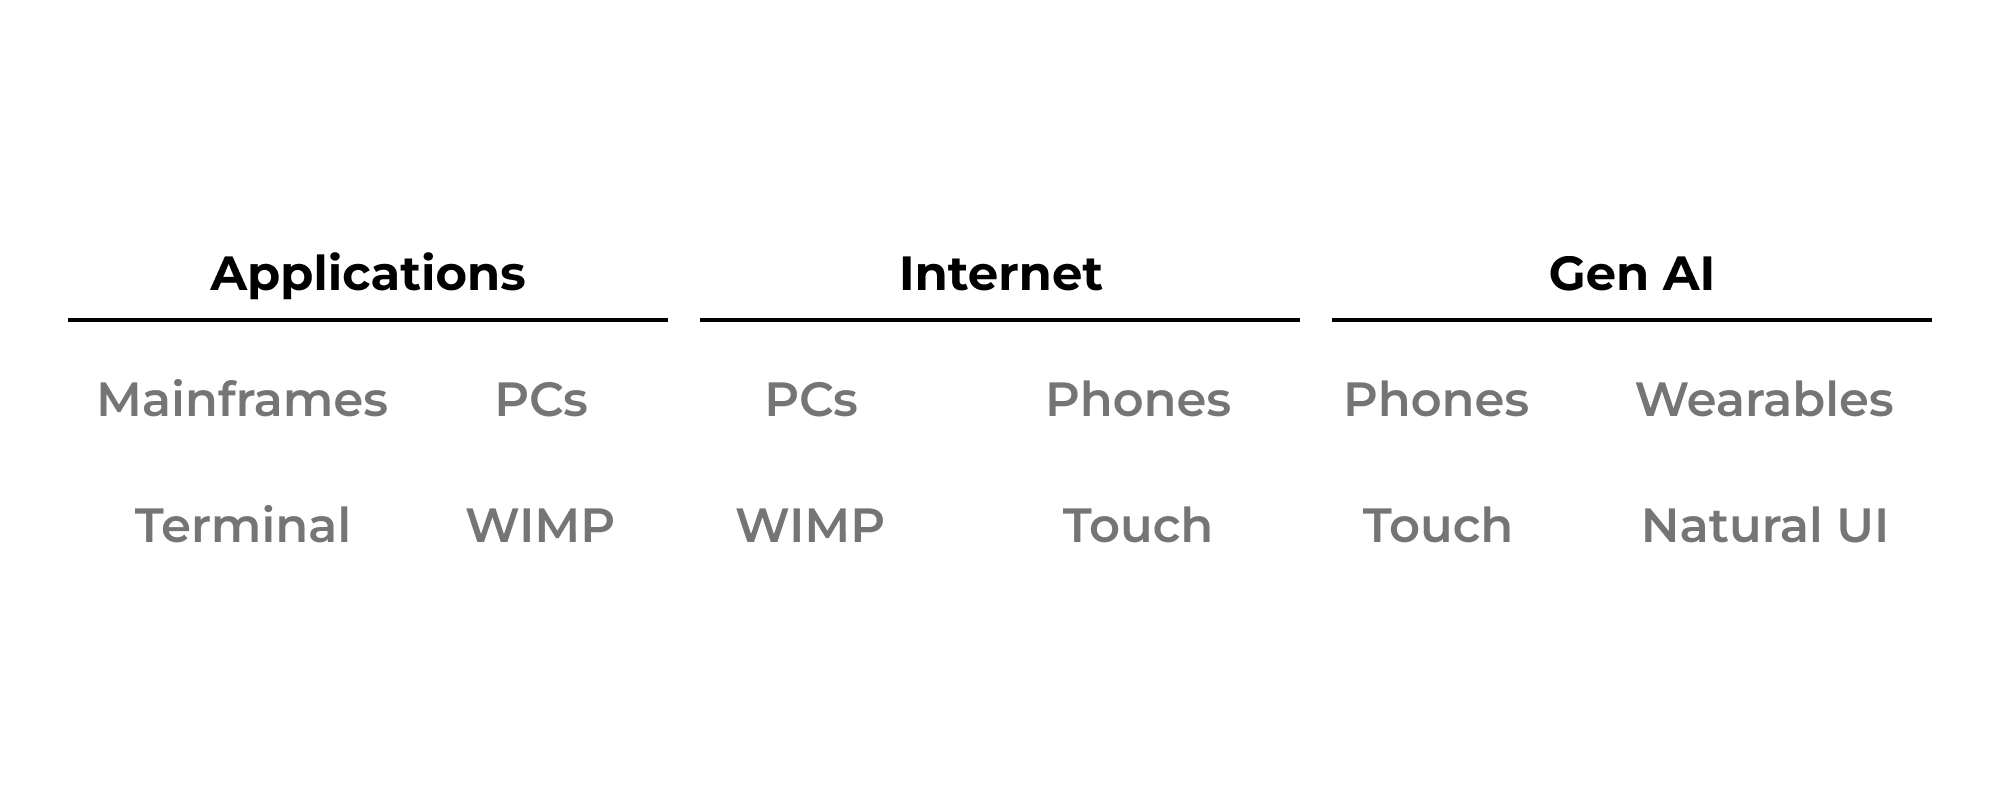 Applications Internet Gen AI
Mainframes PCs PCs Phones Phones Wearables
Terminal WIMP WIMP Touch Touch Natural UI